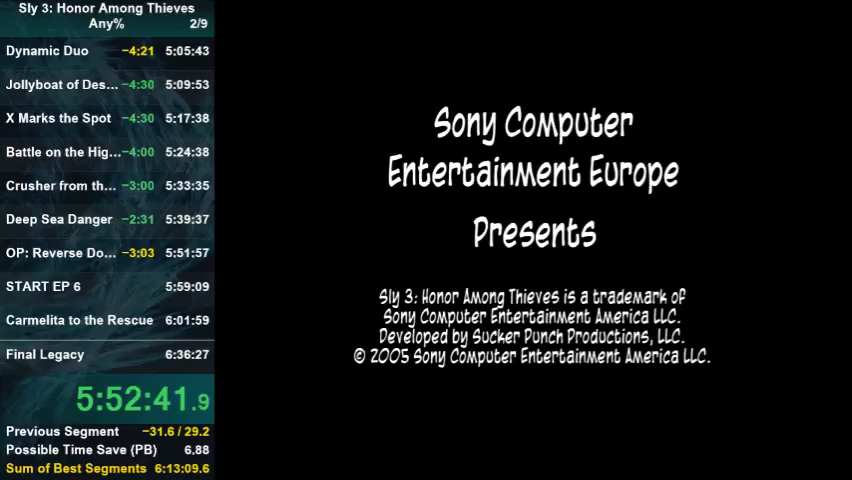 Sly 3: Honor Among Thieves
Any% 2/9
Dynamic Duo −4:21 5:05:43
Jollyboat of Des... −4:30 5:09:53
X Marks the Spot −4:30 5:17:38
Battle on the Hig... −4:00 5:24:38
Crusher from th... −3:00 5:33:35
Deep Sea Danger −2:31 5:39:37
OP: Reverse Do... −3:03 5:51:57
START EP 6 5:59:09
Carmelita to the Rescue 6:01:59
Final Legacy 6:36:27
5:52:41.9
Previous Segment −31.6 / 29.2
Possible Time Save (PB) 6.88
Sum of Best Segments 6:13:09.6
Sony Computer
Entertainment Europe
Presents
Sly 3: Honor Among Thieves is a trademark of
Sony Computer Entertainment America LLC.
Developed by Sucker Punch Productions, LLC.
© 2005 Sony Computer Entertainment America LLC.